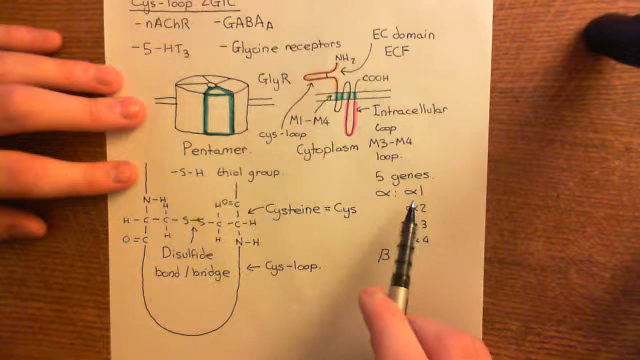 Cys-loop LGIC
-nAChR -GABAA
-5-HT3 -Glycine receptors
EC domain
ECF
NH2
GlyR
COOH
M1-M4
cys-loop
Intracellular
loop
M3-M4
loop.
Pentamer.
Cytoplasm
-S-H thiol group.
5 genes.
α: α1
2
3
4
β
N-H
H
H-C-C-S-S-C-C-H
H
O=C
H O=C
H H
H N-H
Cysteine = Cys
Disulfide
bond/bridge
Cys-loop.